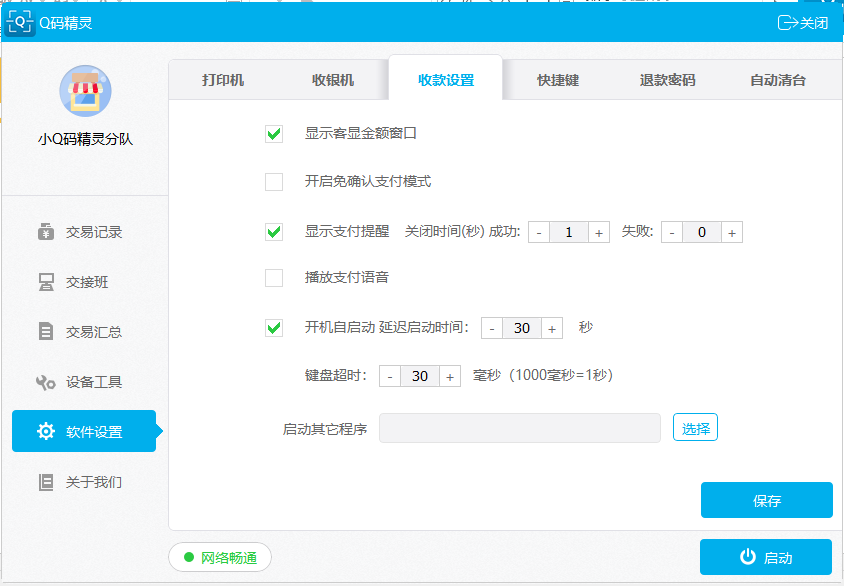 Q码精灵
关闭
小Q码精灵分队
交易记录
交接班
交易汇总
设备工具
软件设置
关于我们
打印机 收银机 收款设置 快捷键 退款密码 自动清台
显示客显金额窗口
开启免确认支付模式
显示支付提醒 关闭时间(秒) 成功: - 1 + 失败: - 0 +
播放支付语音
开机自启动 延迟启动时间: - 30 + 秒
键盘超时: - 30 + 毫秒（1000毫秒=1秒）
启动其它程序 选择
保存
网络畅通
启动